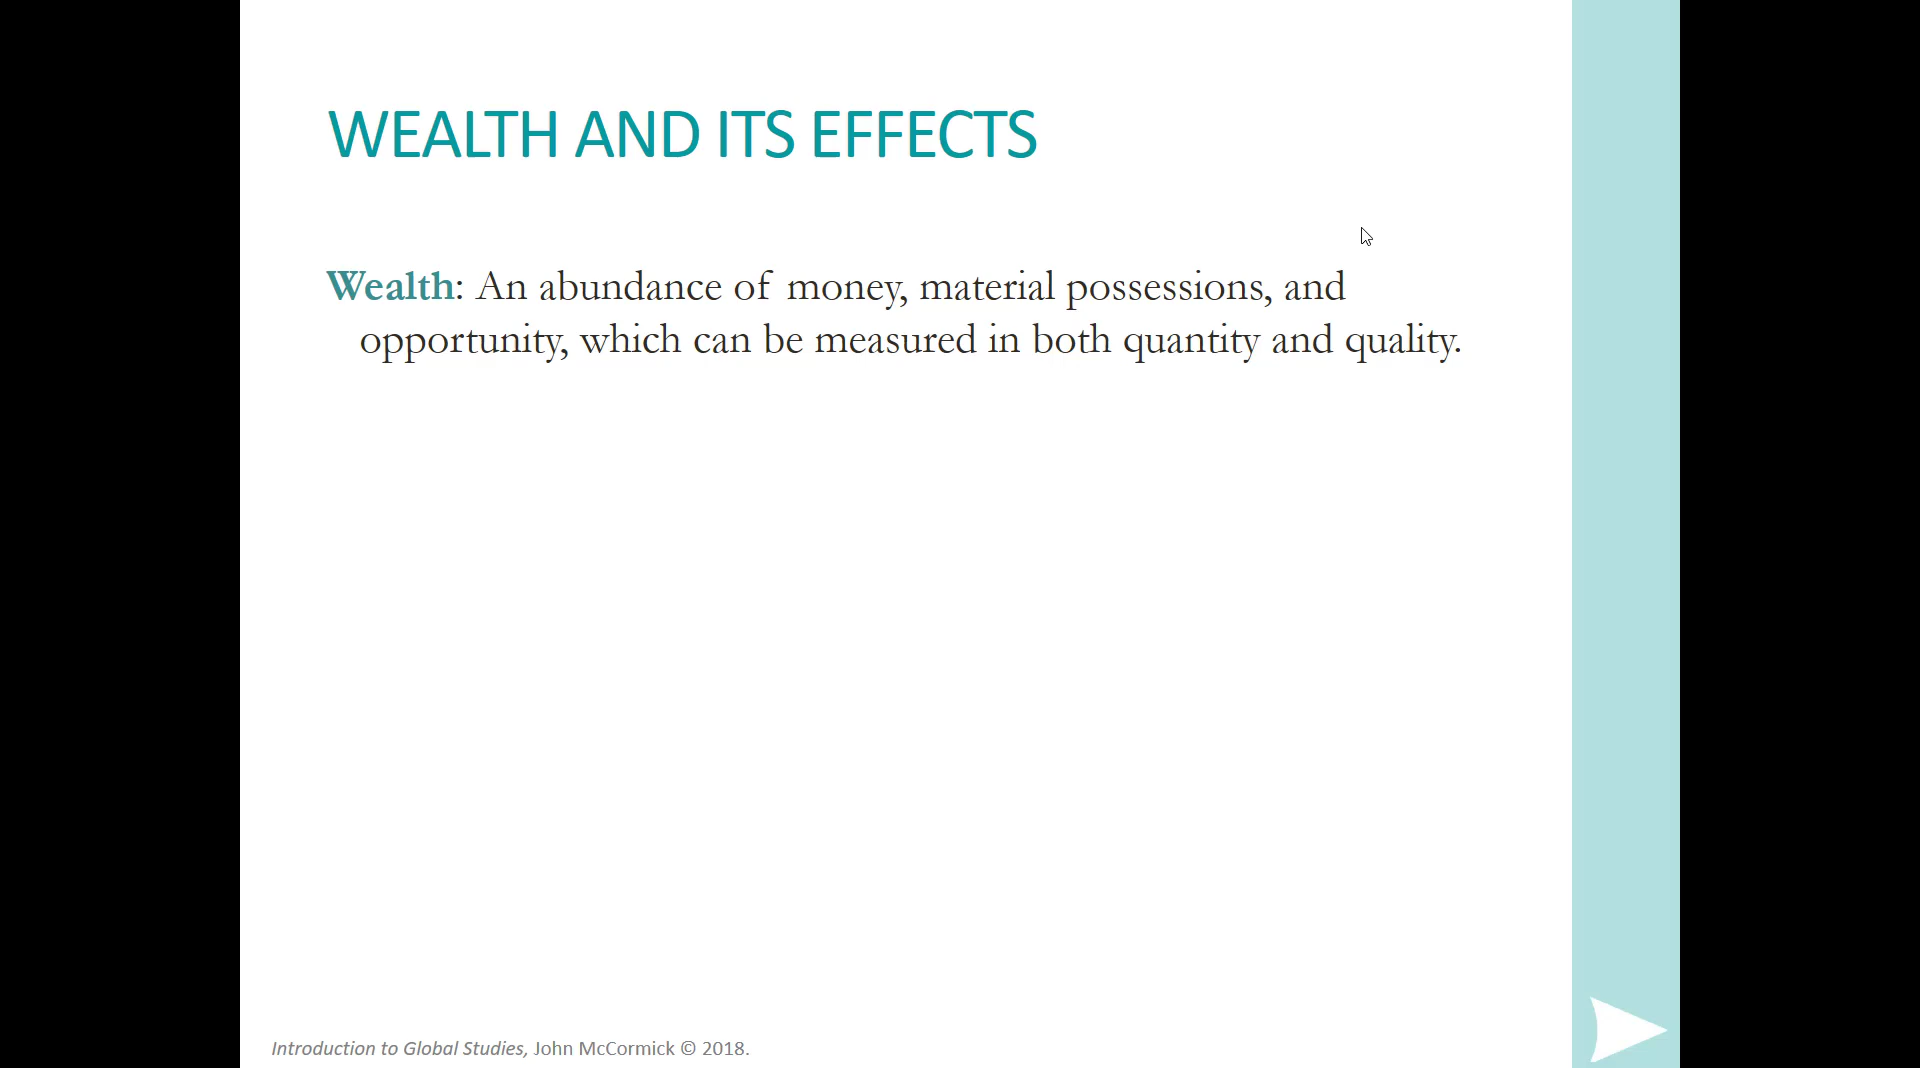 WEALTH AND ITS EFFECTS
Wealth: An abundance of money, material possessions, and
opportunity, which can be measured in both quantity and quality.
Introduction to Global Studies, John McCormick © 2018.